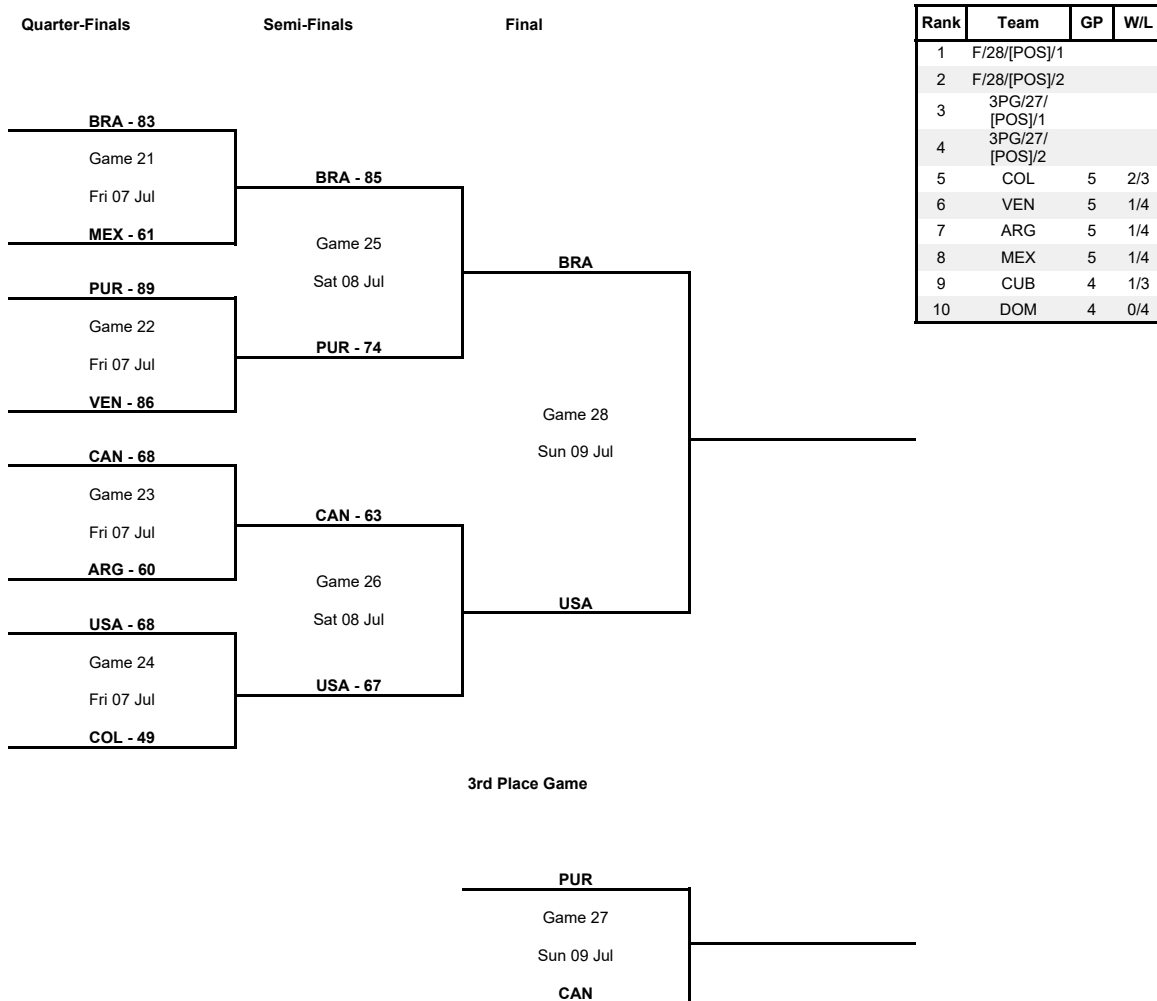 Quarter-Finals Semi-Finals Final
BRA - 83
Game 21
Fri 07 Jul
MEX - 61
PUR - 89
Game 22
Fri 07 Jul
VEN - 86
CAN - 68
Game 23
Fri 07 Jul
ARG - 60
USA - 68
Game 24
Fri 07 Jul
COL - 49
BRA - 85
Game 25
Sat 08 Jul
PUR - 74
CAN - 63
Game 26
Sat 08 Jul
USA - 67
BRA
Game 28
Sun 09 Jul
USA
3rd Place Game
PUR
Game 27
Sun 09 Jul
CAN
Rank Team GP W/L
1 F/28/[POS]/1
2 F/28/[POS]/2
3 3PG/27/
[POS]/1
4 3PG/27/
[POS]/2
5 COL 5 2/3
6 VEN 5 1/4
7 ARG 5 1/4
8 MEX 5 1/4
9 CUB 4 1/3
10 DOM 4 0/4